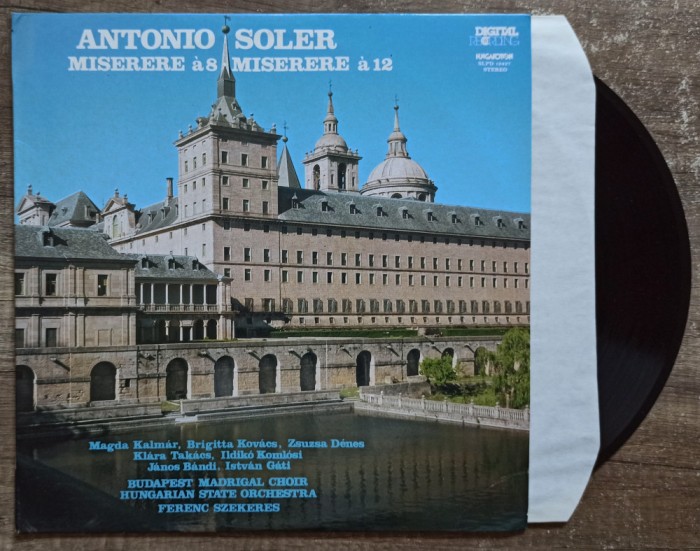 ANTONIO SOLER
MISERERE à 8 MISERERE à 12
DIGITAL
RECORDING
HUNGAROTON
STEREO
Magda Kalmár, Brigitta Kovács, Zsuzsa Dénes
Klára Takács, Ildikó Komlósi
János Bándi, István Gáti
BUDAPEST MADRIGAL CHOIR
HUNGARIAN STATE ORCHESTRA
FERENC SZEKERES